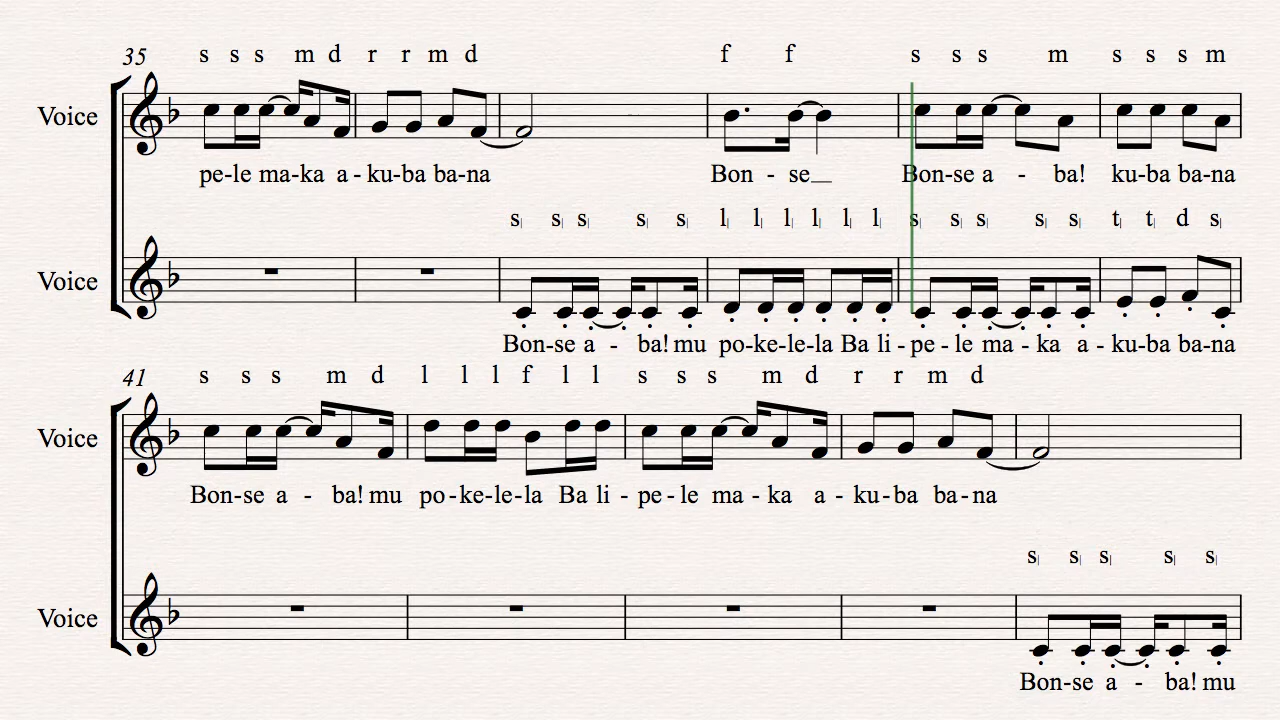 35 s s s m d r r m d f f s s s m s s s m
Voice
pe-le ma-ka a - ku-ba ba-na Bon - se__ Bon-se a - ba! ku-ba ba-na
s| s| s| s| s| l| l| l| l| l| l| s| s| s| s| s| t| t| d s|
Voice
Bon-se a - ba! mu po-ke-le-la Ba li - pe - le ma - ka a - ku-ba ba-na
41 s s s m d l l l f l l s s s m d r r m d
Voice
Bon-se a - ba! mu po-ke-le-la Ba li - pe-le ma - ka a - ku-ba ba-na
s| s| s| s| s|
Voice
Bon-se a - ba! mu